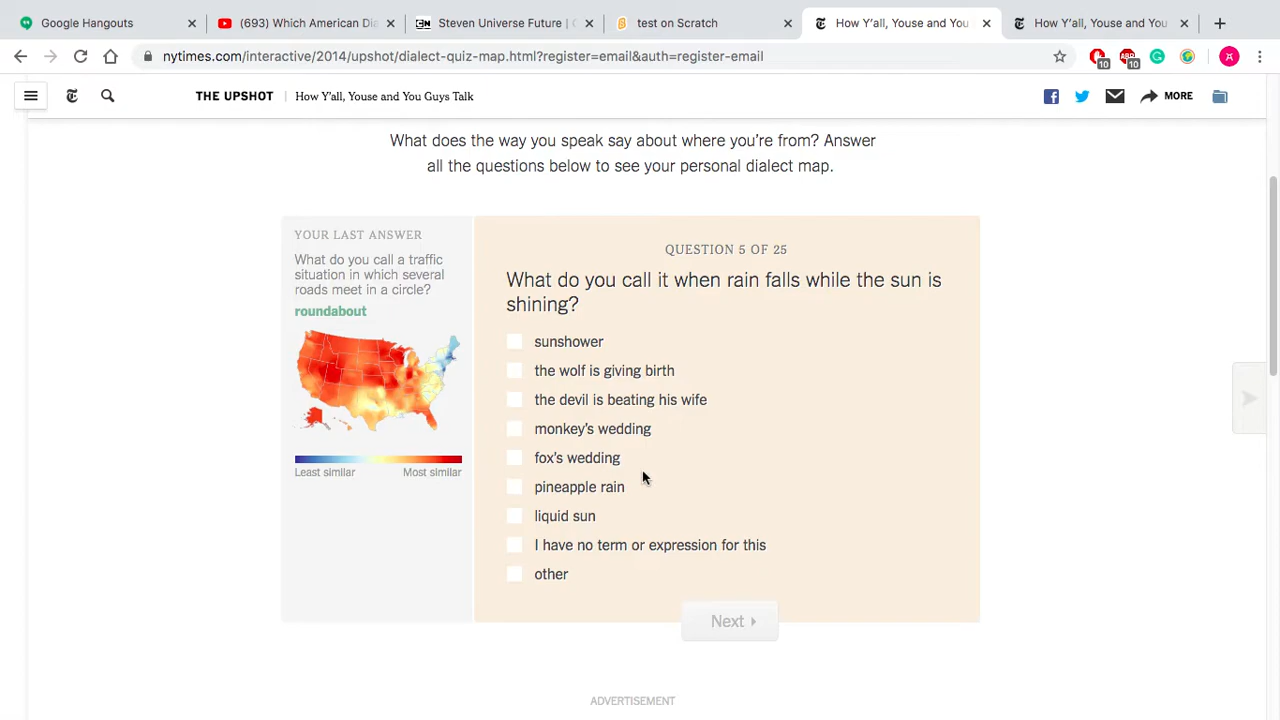 Google Hangouts
(693) Which American Dia
Steven Universe Future | C
test on Scratch
How Y'all, Youse and You
How Y'all, Youse and You
nytimes.com/interactive/2014/upshot/dialect-quiz-map.html?register=email&auth=register-email
10
10
THE UPSHOT | How Y'all, Youse and You Guys Talk
MORE
What does the way you speak say about where you're from? Answer
all the questions below to see your personal dialect map.
YOUR LAST ANSWER
What do you call a traffic
situation in which several
roads meet in a circle?
roundabout
Least similar Most similar
QUESTION 5 OF 25
What do you call it when rain falls while the sun is
shining?
sunshower
the wolf is giving birth
the devil is beating his wife
monkey's wedding
fox's wedding
pineapple rain
liquid sun
I have no term or expression for this
other
Next
ADVERTISEMENT